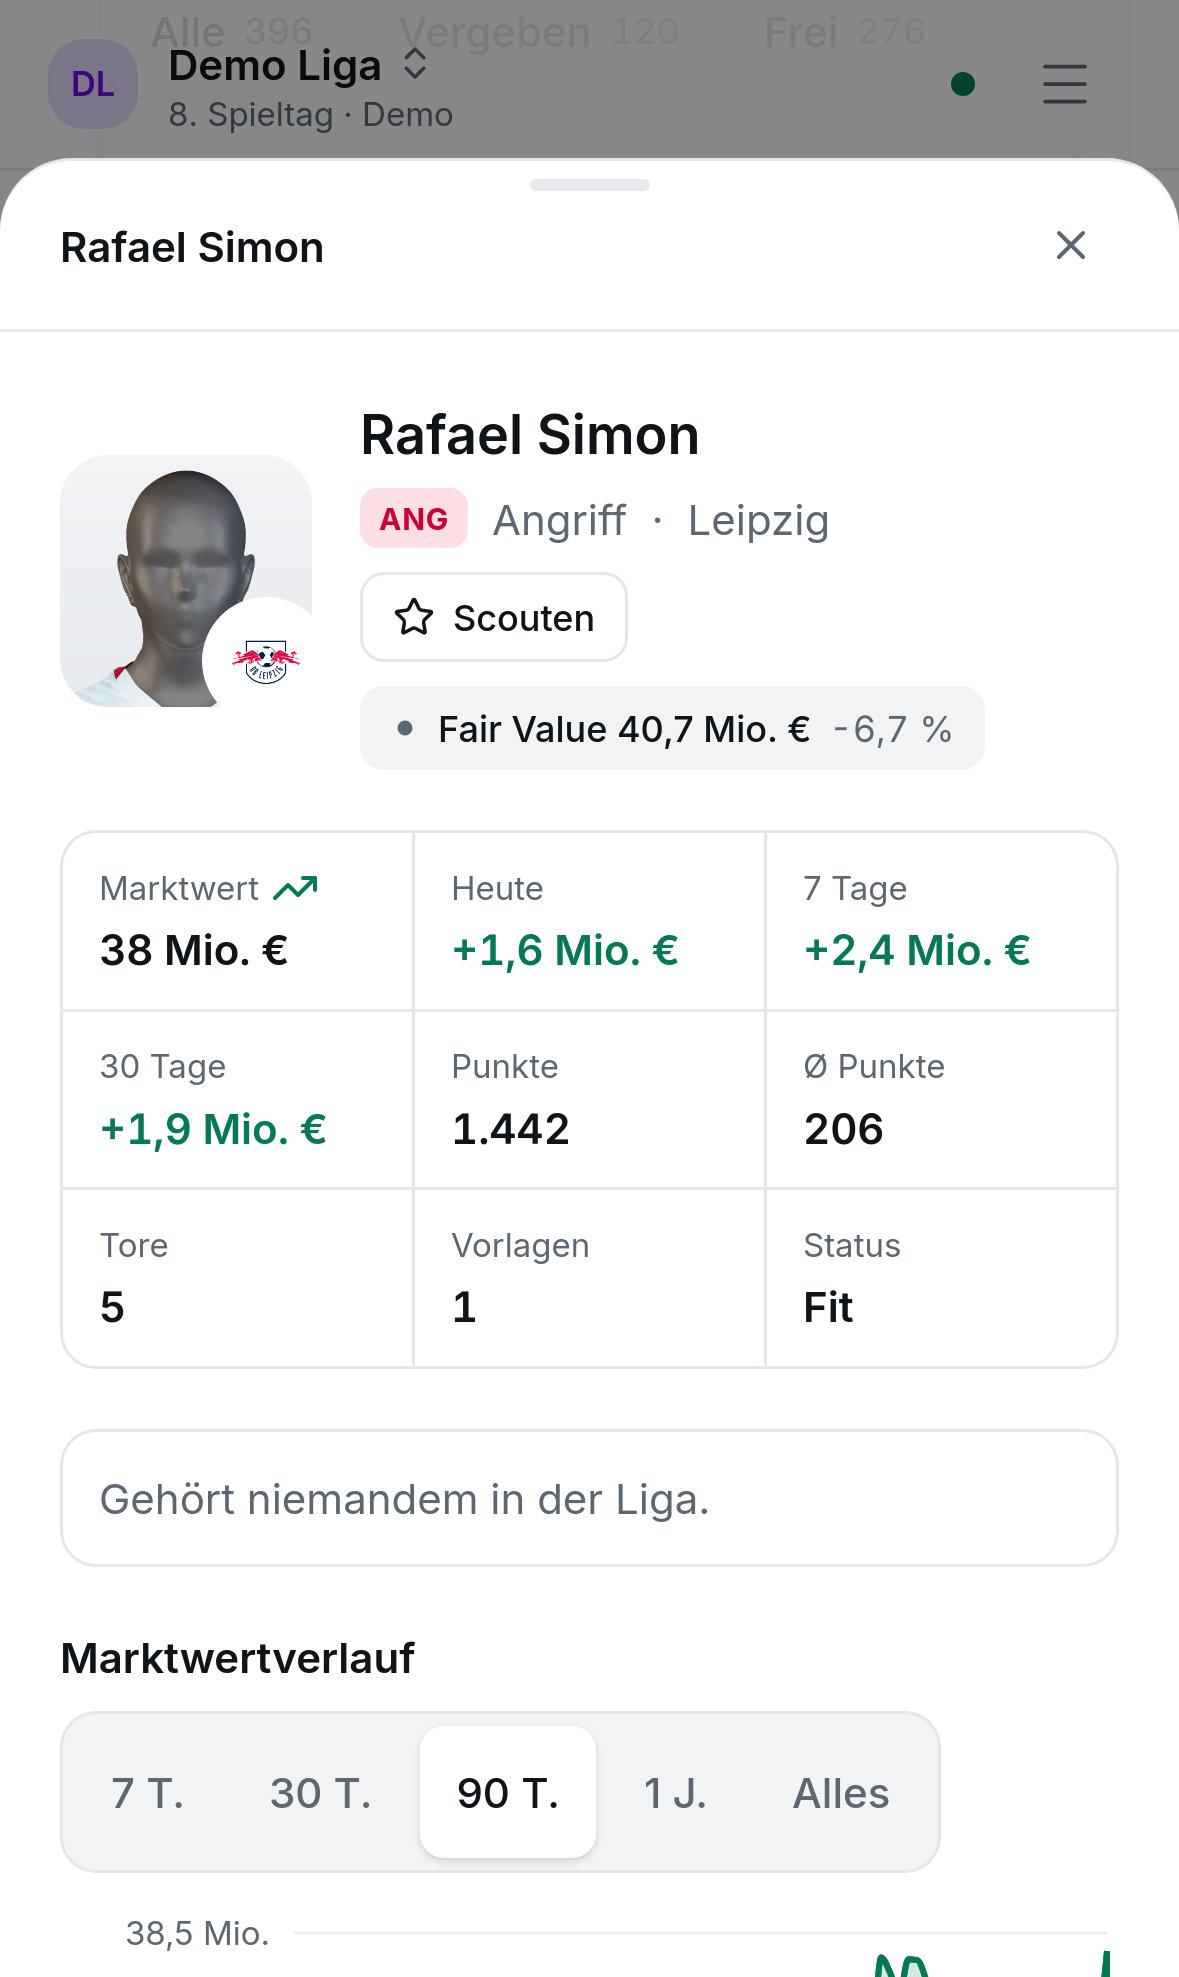 Alle 396 Vergeben 120 Frei 276
DL
Demo Liga
8. Spieltag · Demo
Rafael Simon
Rafael Simon
ANG Angriff · Leipzig
Scouten
Fair Value 40,7 Mio. € -6,7 %
RB LEIPZIG
Marktwert Heute 7 Tage
38 Mio. € +1,6 Mio. € +2,4 Mio. €
30 Tage Punkte Ø Punkte
+1,9 Mio. € 1.442 206
Tore Vorlagen Status
5 1 Fit
Gehört niemandem in der Liga.
Marktwertverlauf
7 T. 30 T. 90 T. 1 J. Alles
38,5 Mio.